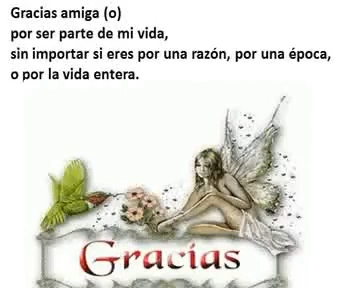 Gracias amiga (o)
por ser parte de mi vida,
sin importar si eres por una razón, por una época,
o por la vida entera.
Gracias